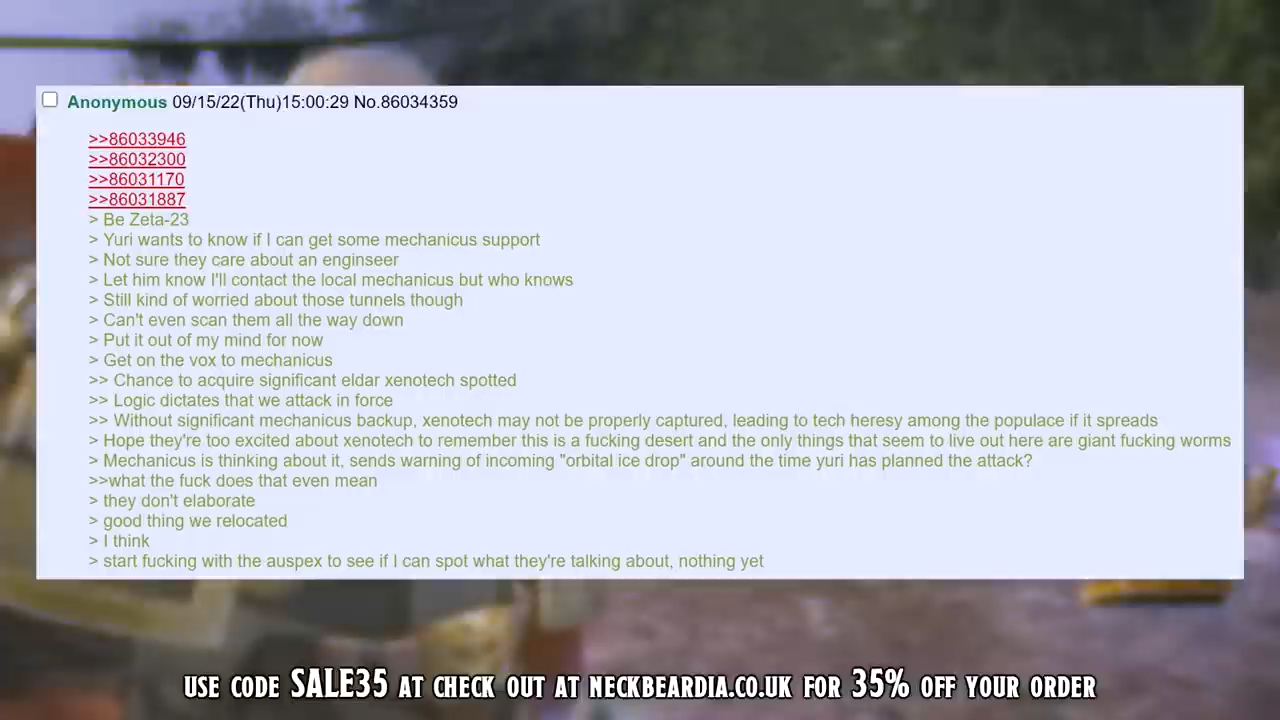 Anonymous 09/15/22(Thu)15:00:29 No.86034359
>>86033946
>>86032300
>>86031170
>>86031887
> Be Zeta-23
> Yuri wants to know if I can get some mechanicus support
> Not sure they care about an enginseer
> Let him know I'll contact the local mechanicus but who knows
> Still kind of worried about those tunnels though
> Can't even scan them all the way down
> Put it out of my mind for now
> Get on the vox to mechanicus
>> Chance to acquire significant eldar xenotech spotted
>> Logic dictates that we attack in force
>> Without significant mechanicus backup, xenotech may not be properly captured, leading to tech heresy among the populace if it spreads
> Hope they're too excited about xenotech to remember this is a fucking desert and the only things that seem to live out here are giant fucking worms
> Mechanicus is thinking about it, sends warning of incoming "orbital ice drop" around the time yuri has planned the attack?
>>what the fuck does that even mean
> they don't elaborate
> good thing we relocated
> I think
> start fucking with the auspex to see if I can spot what they're talking about, nothing yet
USE CODE SALE35 AT CHECK OUT AT NECKBEARDIA.CO.UK FOR 35% OFF YOUR ORDER